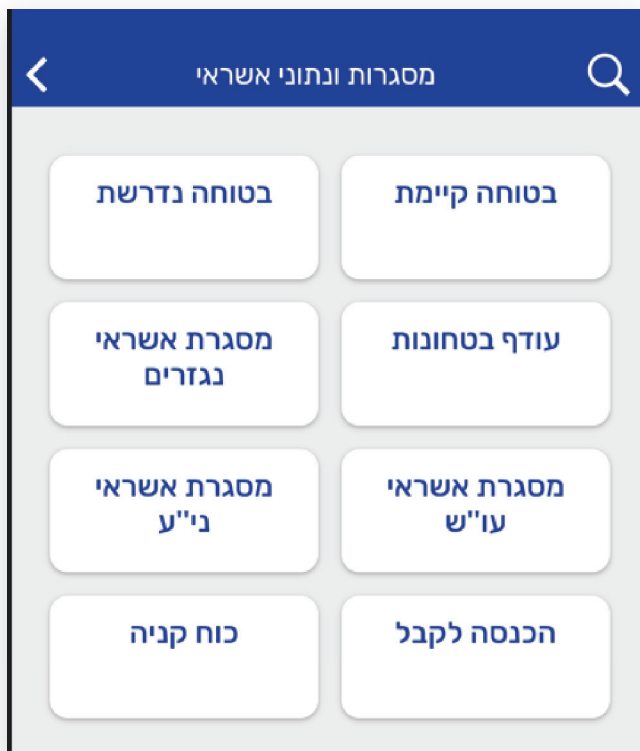 מסגרות ונתוני אשראי
בטוחה קיימת
בטוחה נדרשת
עודף בטחונות
מסגרת אשראי
נגזרים
מסגרת אשראי
עו"ש
מסגרת אשראי
ני"ע
הכנסה לקבל
כוח קניה